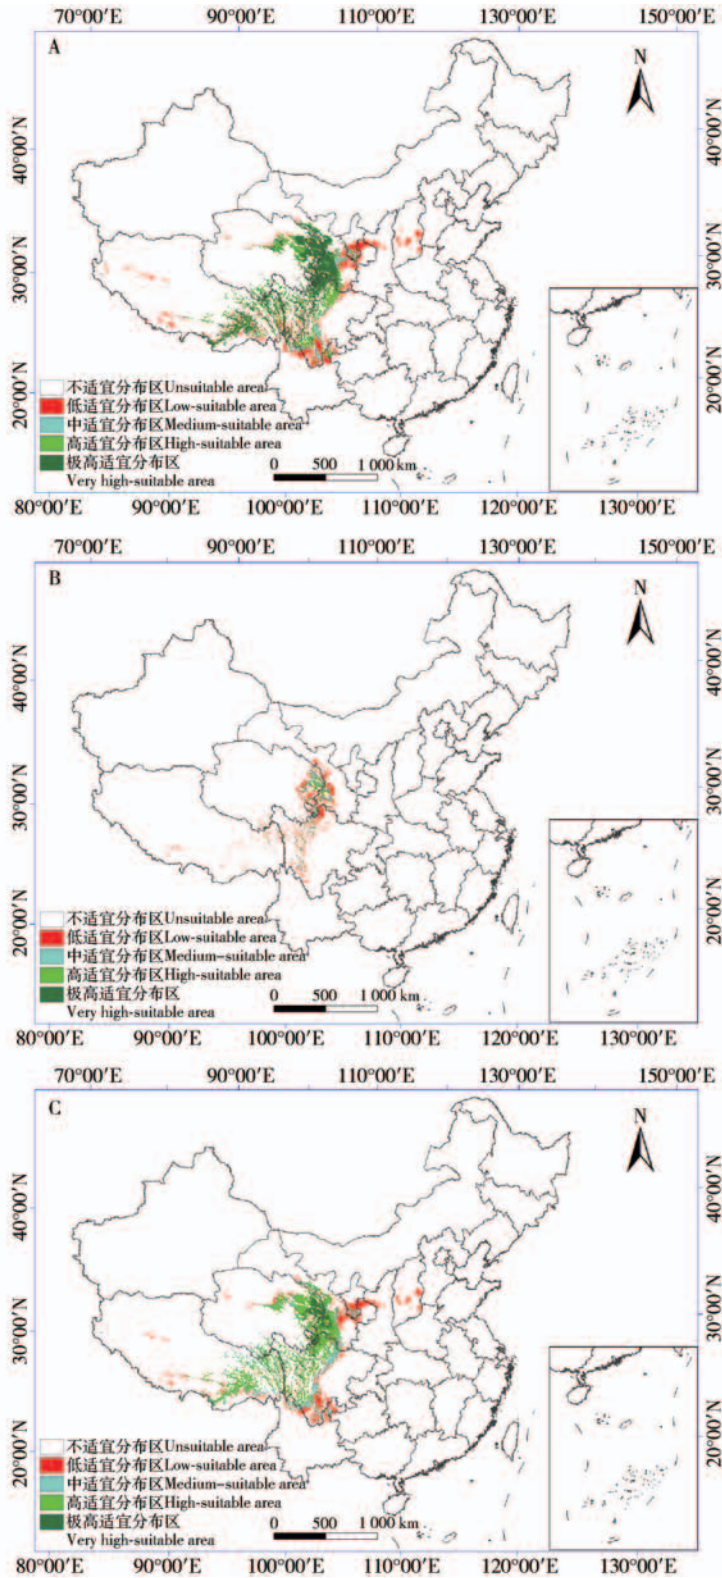 70°00′E 90°00′E 110°00′E 130°00′E 150°00′E
A
N
40°00′N
30°00′N
20°00′N
40°00′N
30°00′N
20°00′N
不适宜分布区Unsuitable area
低适宜分布区Low-suitable area
中适宜分布区Medium-suitable area
高适宜分布区High-suitable area
极高适宜分布区
Very high-suitable area
0 500 1 000 km
80°00′E 90°00′E 100°00′E 110°00′E 120°00′E 130°00′E
70°00′E 90°00′E 110°00′E 130°00′E 150°00′E
B
N
40°00′N
30°00′N
20°00′N
40°00′N
30°00′N
20°00′N
不适宜分布区Unsuitable area
低适宜分布区Low-suitable area
中适宜分布区Medium-suitable area
高适宜分布区High-suitable area
极高适宜分布区
Very high-suitable area
0 500 1 000 km
80°00′E 90°00′E 100°00′E 110°00′E 120°00′E 130°00′E
70°00′E 90°00′E 110°00′E 130°00′E 150°00′E
C
N
40°00′N
30°00′N
20°00′N
40°00′N
30°00′N
20°00′N
不适宜分布区Unsuitable area
低适宜分布区Low-suitable area
中适宜分布区Medium-suitable area
高适宜分布区High-suitable area
极高适宜分布区
Very high-suitable area
0 500 1 000 km
80°00′E 90°00′E 100°00′E 110°00′E 120°00′E 130°00′E